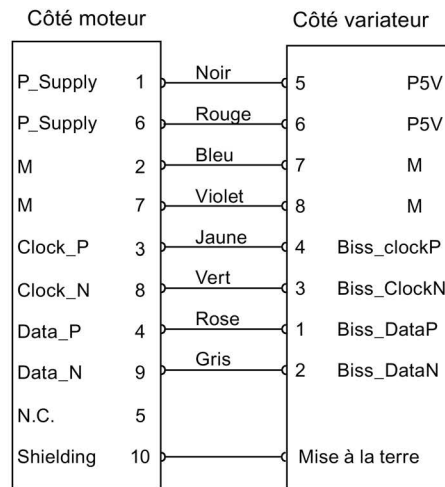 Côté moteur Côté variateur
P_Supply 1 Noir 5 P5V
P_Supply 6 Rouge 6 P5V
M 2 Bleu 7 M
M 7 Violet 8 M
Clock_P 3 Jaune 4 Biss_clockP
Clock_N 8 Vert 3 Biss_ClockN
Data_P 4 Rose 1 Biss_DataP
Data_N 9 Gris 2 Biss_DataN
N.C. 5
Shielding 10 Mise à la terre